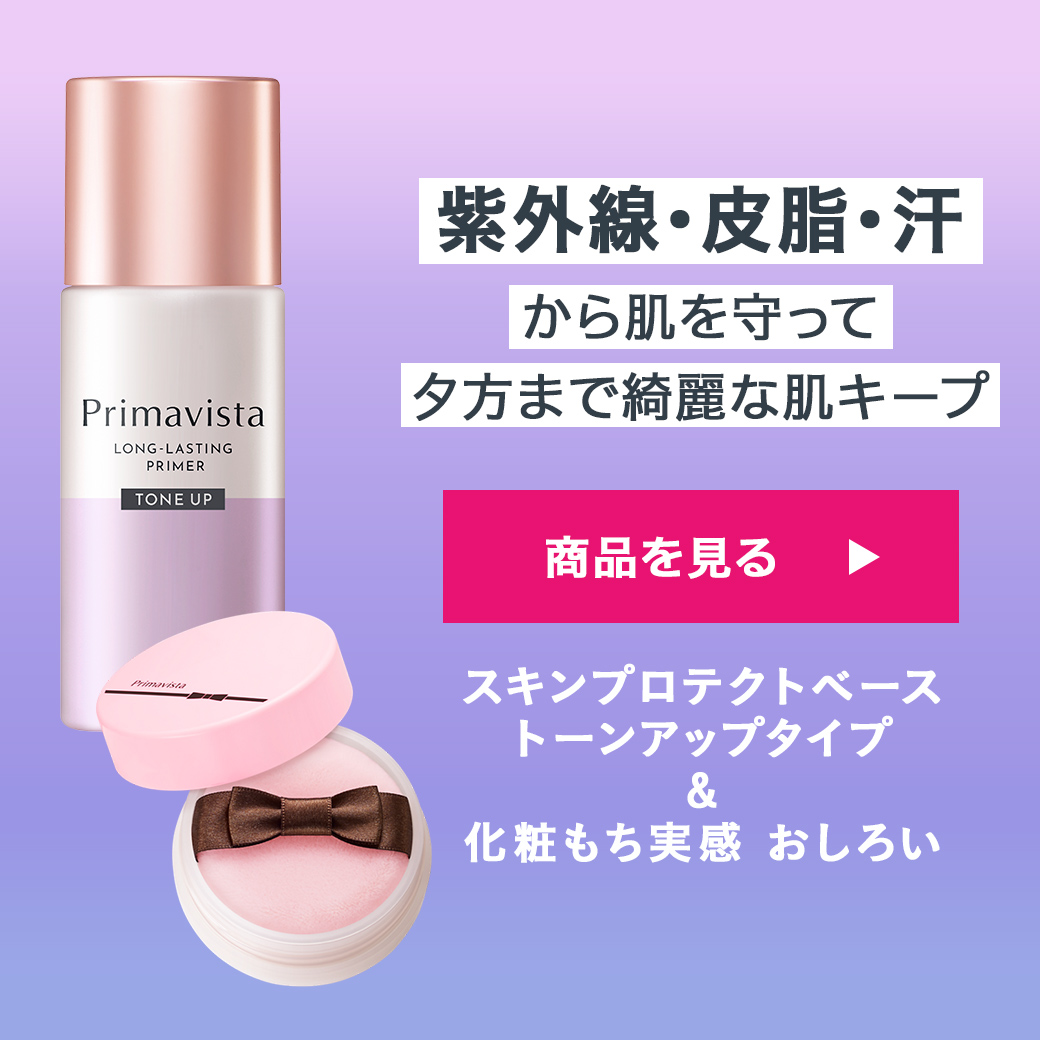 紫外線・皮脂・汗
から肌を守って
夕方まで綺麗な肌キープ
商品を見る
スキンプロテクトベース
トーンアップタイプ
&
化粧もち実感 おしろい
Primavista
LONG-LASTING
PRIMER
TONE UP
Primavista